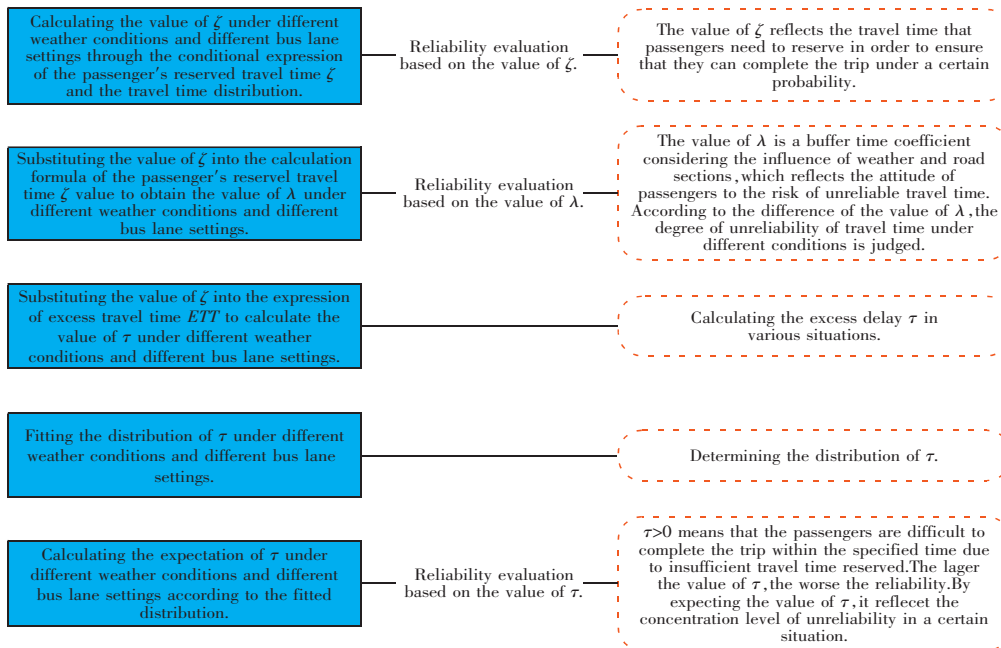 Calculating the value of ζ under different
weather conditions and different bus lane
settings through the conditional expression
of the passenger's reserved travel time ζ
and the travel time distribution.
Reliability evaluation
based on the value of ζ.
The value of ζ reflects the travel time that
passengers need to reserve in order to ensure
that they can complete the trip under a certain
probability.
Substituting the value of ζ into the calculation
formula of the passenger's reservel travel
time ζ value to obtain the value of λ under
different weather conditions and different
bus lane settings.
Reliability evaluation
based on the value of λ.
The value of λ is a buffer time coefficient
considering the influence of weather and road
sections,which reflects the attitude of
passengers to the risk of unreliable travel time.
According to the difference of the value of λ,the
degree of unreliability of travel time under
different conditions is judged.
Substituting the value of ζ into the expression
of excess travel time ETT to calculate the
value of τ under different weather
conditions and different bus lane settings.
Calculating the excess delay τ in
various situations.
Fitting the distribution of τ under different
weather conditions and different bus lane
settings.
Determining the distribution of τ.
Calculating the expectation of τ under
different weather conditions and different
bus lane settings according to the fitted
distribution.
Reliability evaluation
based on the value of τ.
τ>0 means that the passengers are difficult to
complete the trip within the specified time due
to insufficient travel time reserved.The lager
the value of τ,the worse the reliability.By
expecting the value of τ,it reflecet the
concentration level of unreliability in a certain
situation.